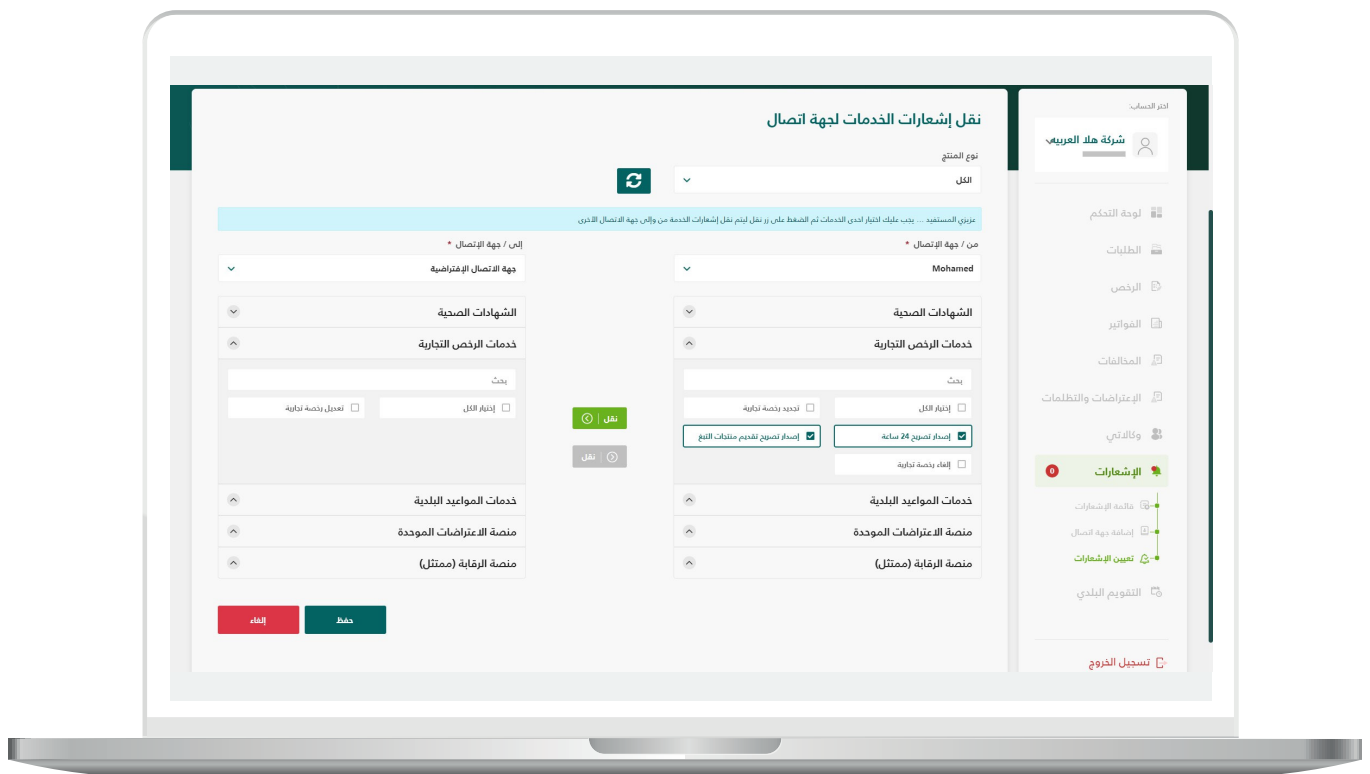 اختر الحساب:
شركة هلا العربيه
لوحة التحكم
الطلبات
الرخص
الفواتير
المخالفات
الإعتراضات والتظلمات
وكالاتي
الإشعارات 0
قائمة الإشعارات
إضافة جهة اتصال
تعيين الإشعارات
التقويم البلدي
تسجيل الخروج
نقل إشعارات الخدمات لجهة اتصال
نوع المنتج
الكل
عزيزي المستفيد ... يجب عليك اختيار احدى الخدمات ثم الضغط على زر نقل ليتم نقل إشعارات الخدمة من وإلى جهة الاتصال الأخرى
من / جهة الإتصال *
Mohamed
الشهادات الصحية
خدمات الرخص التجارية
بحث
إختيار الكل
تجديد رخصة تجارية
إصدار تصريح 24 ساعة
إصدار تصريح تقديم منتجات التبغ
إلغاء رخصة تجارية
خدمات المواعيد البلدية
منصة الاعتراضات الموحدة
منصة الرقابة (ممتثل)
نقل
نقل
إلى / جهة الإتصال *
جهة الاتصال الإفتراضية
الشهادات الصحية
خدمات الرخص التجارية
بحث
إختيار الكل
تعديل رخصة تجارية
خدمات المواعيد البلدية
منصة الاعتراضات الموحدة
منصة الرقابة (ممتثل)
حفظ
إلغاء